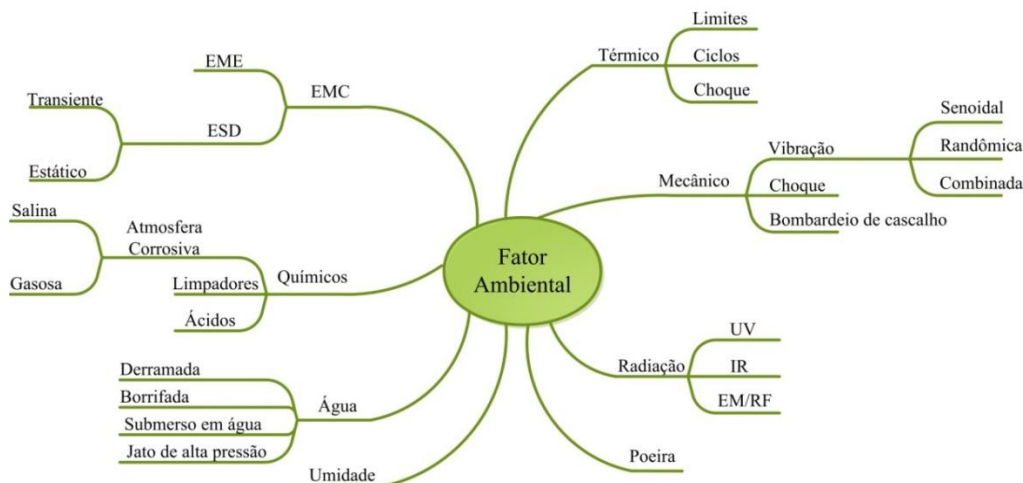 Fator
Ambiental
Térmico
Limites
Ciclos
Choque
Mecânico
Vibração
Senoidal
Randômica
Combinada
Choque
Bombardeio de cascalho
Radiação
UV
IR
EM/RF
Poeira
Umidade
Água
Derramada
Borrifada
Submerso em água
Jato de alta pressão
Químicos
Atmosfera
Corrosiva
Salina
Gasosa
Limpadores
Ácidos
EMC
EME
ESD
Transiente
Estático